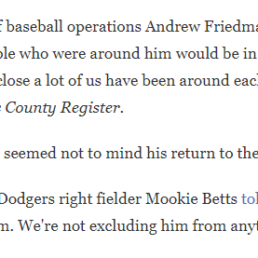 f baseball operations Andrew Friedma
ple who were around him would be in
close a lot of us have been around eac
County Register.
seemed not to mind his return to the
Dodgers right fielder Mookie Betts to
m. We're not excluding him from anyt